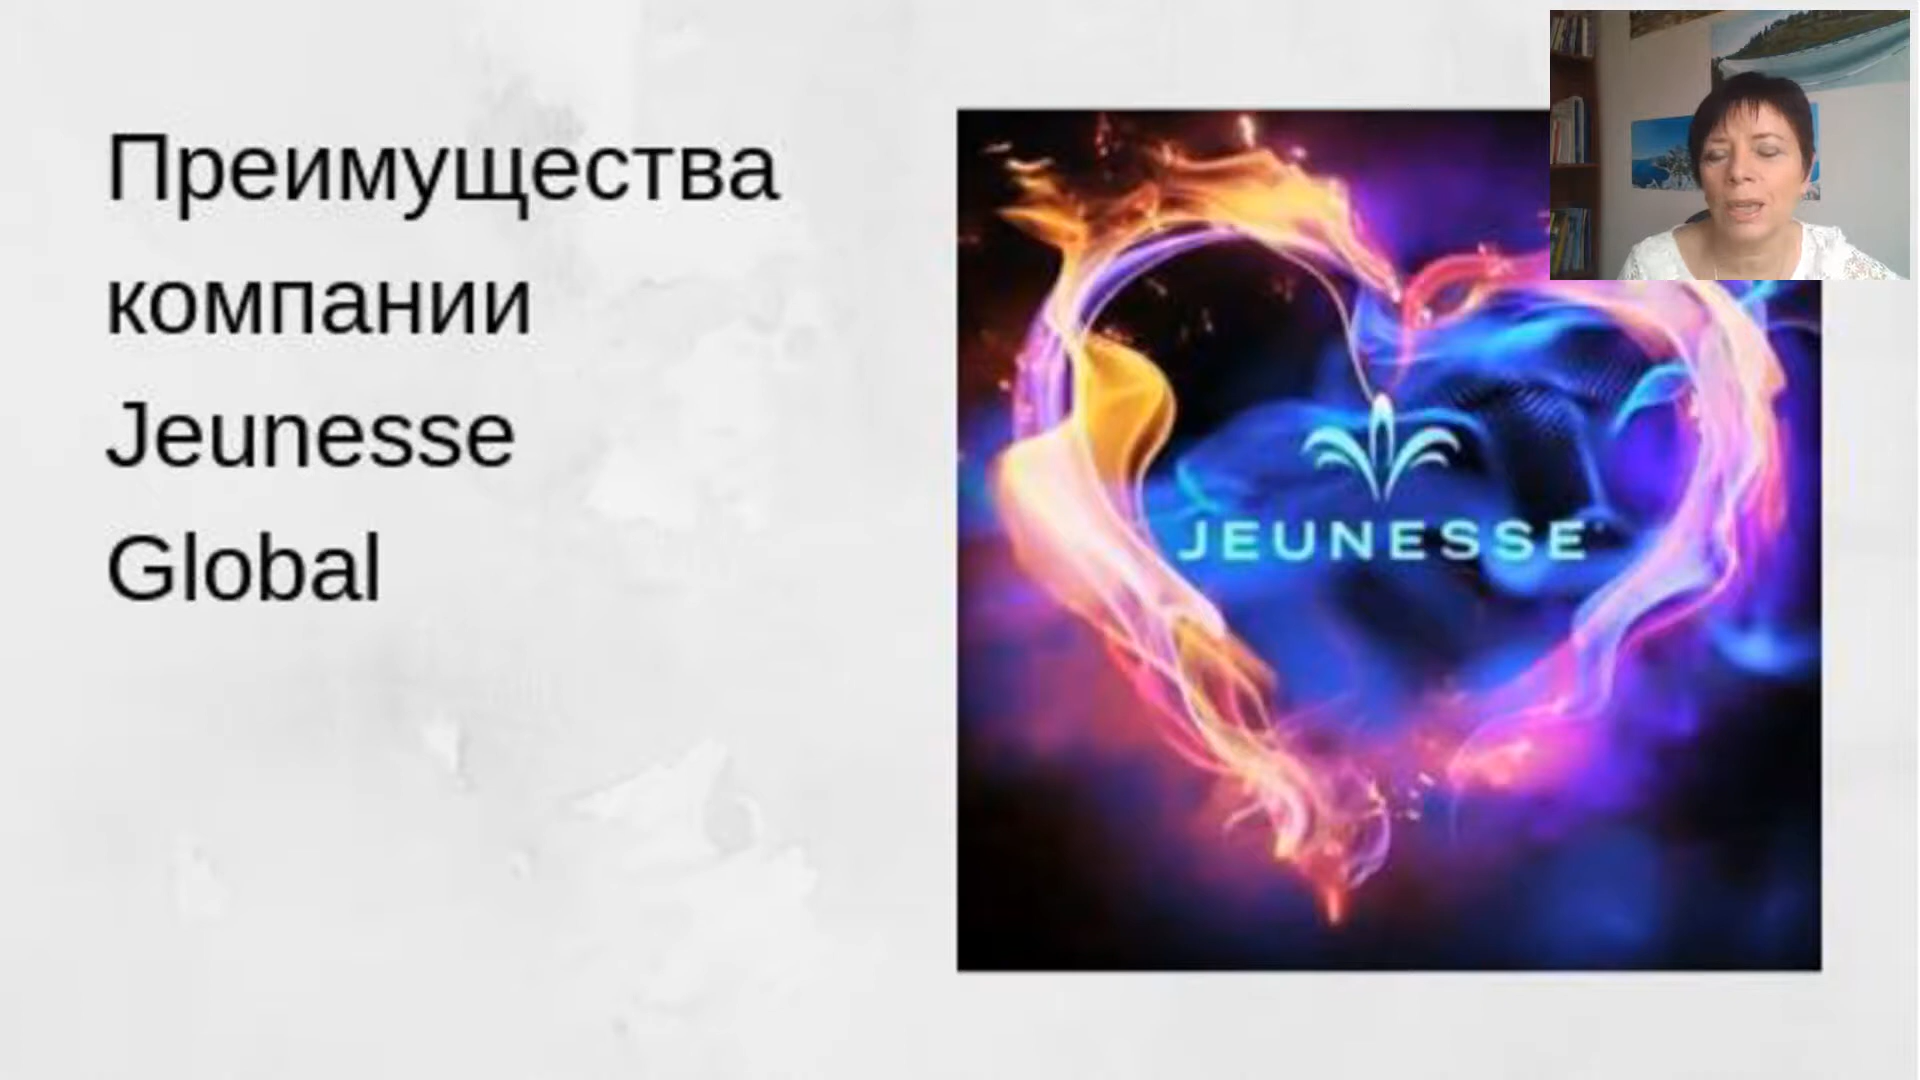 Преимущества
компании
Jeunesse
Global
JEUNESSE